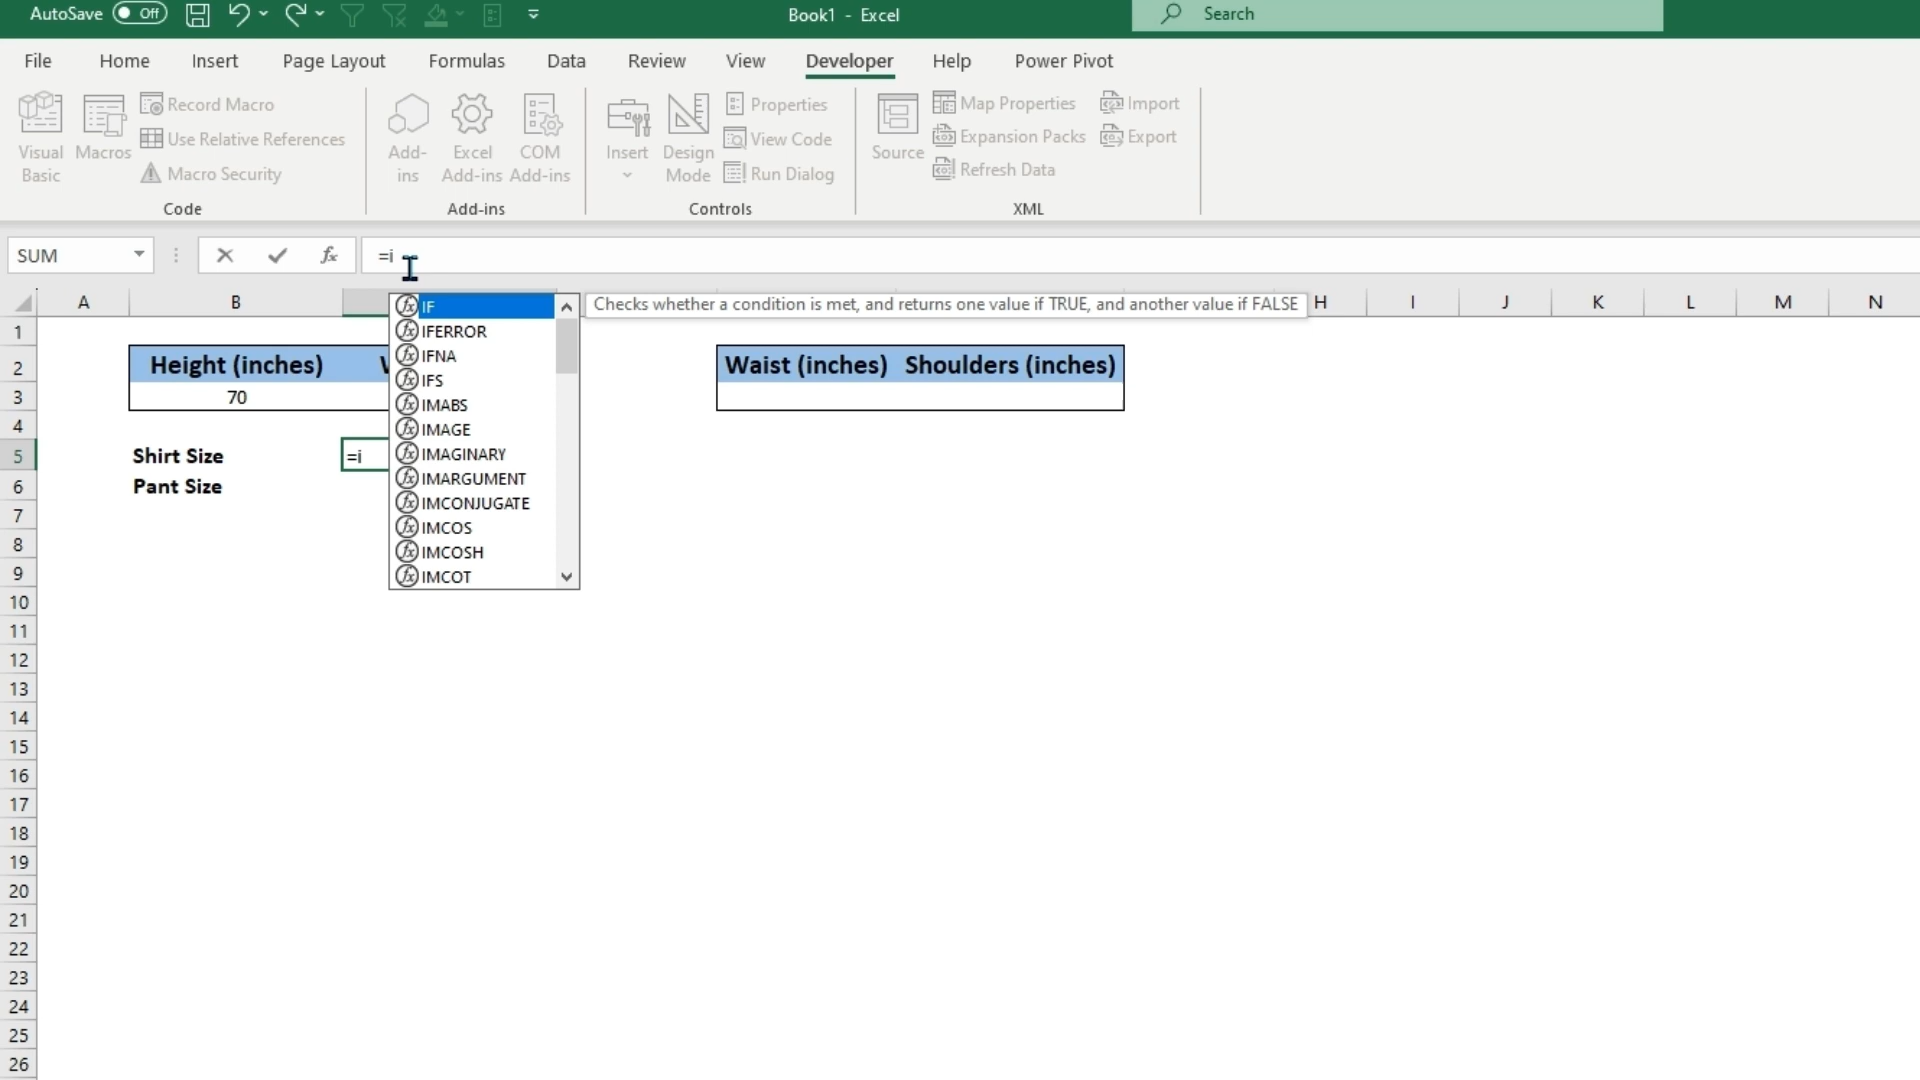 AutoSave Off Book1 - Excel Search
File Home Insert Page Layout Formulas Data Review View Developer Help Power Pivot
Visual Basic
Macros
Record Macro
Use Relative References
Macro Security
Code
Add-ins
Excel Add-ins
COM Add-ins
Add-ins
Insert
Design Mode
Properties
View Code
Run Dialog
Controls
Source
Map Properties
Expansion Packs
Refresh Data
Import
Export
XML
SUM fx =i
A B H I J K L M N
IF
IFERROR
IFNA
IFS
IMABS
IMAGE
IMAGINARY
IMARGUMENT
IMCONJUGATE
IMCOS
IMCOSH
IMCOT
Checks whether a condition is met, and returns one value if TRUE, and another value if FALSE
1
2 Height (inches) Waist (inches) Shoulders (inches)
3 70
4
5 Shirt Size =i
6 Pant Size
7
8
9
10
11
12
13
14
15
16
17
18
19
20
21
22
23
24
25
26